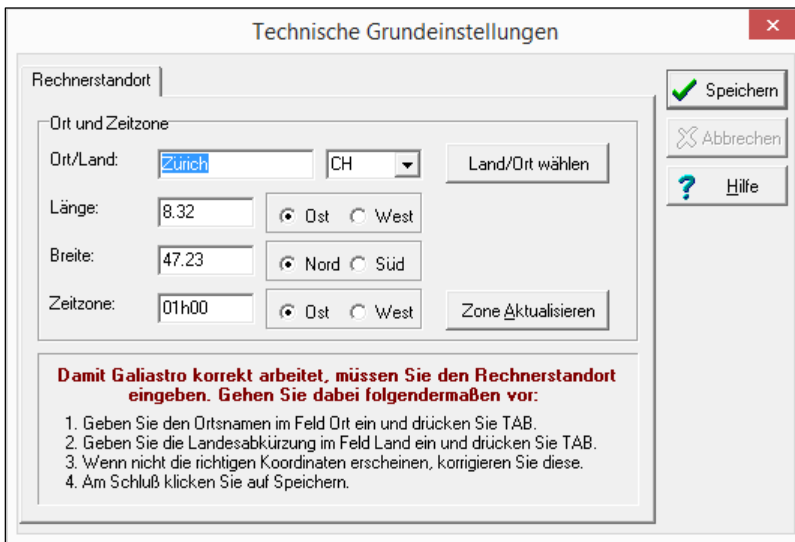 Technische Grundeinstellungen
Rechnerstandort
Speichern
Abbrechen
Hilfe
Ort und Zeitzone
Ort/Land: Zürich CH Land/Ort wählen
Länge: 8.32 Ost West
Breite: 47.23 Nord Süd
Zeitzone: 01h00 Ost West Zone Aktualisieren
Damit Galiastro korrekt arbeitet, müssen Sie den Rechnerstandort
eingeben. Gehen Sie dabei folgendermaßen vor:
1. Geben Sie den Ortsnamen im Feld Ort ein und drücken Sie TAB.
2. Geben Sie die Landesabkürzung im Feld Land ein und drücken Sie TAB.
3. Wenn nicht die richtigen Koordinaten erscheinen, korrigieren Sie diese.
4. Am Schluß klicken Sie auf Speichern.